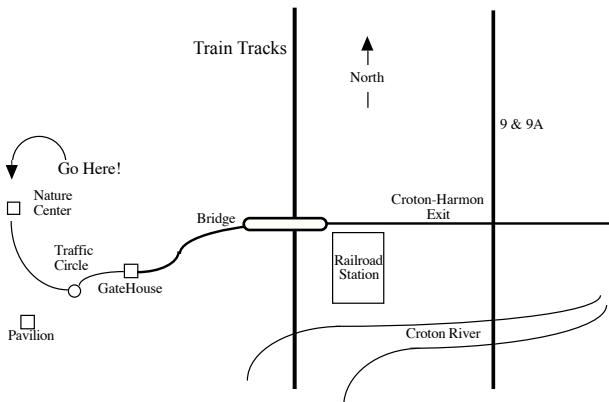 Train Tracks
North
9 & 9A
Go Here!
Nature
Center
Croton-Harmon
Exit
Bridge
Traffic
Circle
Railroad
Station
GateHouse
Pavilion
Croton River